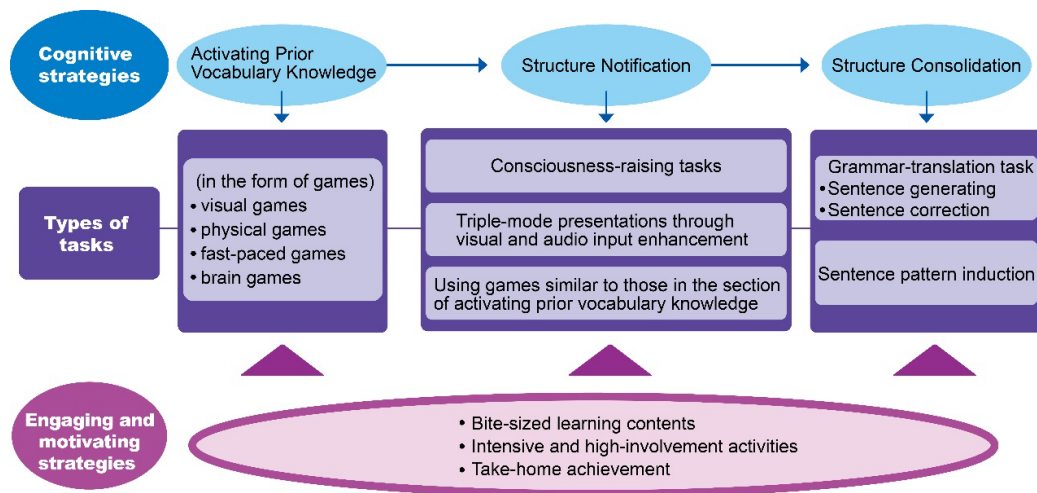 Cognitive
strategies
Activating Prior
Vocabulary Knowledge
Structure Notification
Structure Consolidation
Types of
tasks
(in the form of games)
• visual games
• physical games
• fast-paced games
• brain games
Consciousness-raising tasks
Triple-mode presentations through
visual and audio input enhancement
Using games similar to those in the section
of activating prior vocabulary knowledge
Grammar-translation task
• Sentence generating
• Sentence correction
Sentence pattern induction
Engaging and
motivating
strategies
• Bite-sized learning contents
• Intensive and high-involvement activities
• Take-home achievement